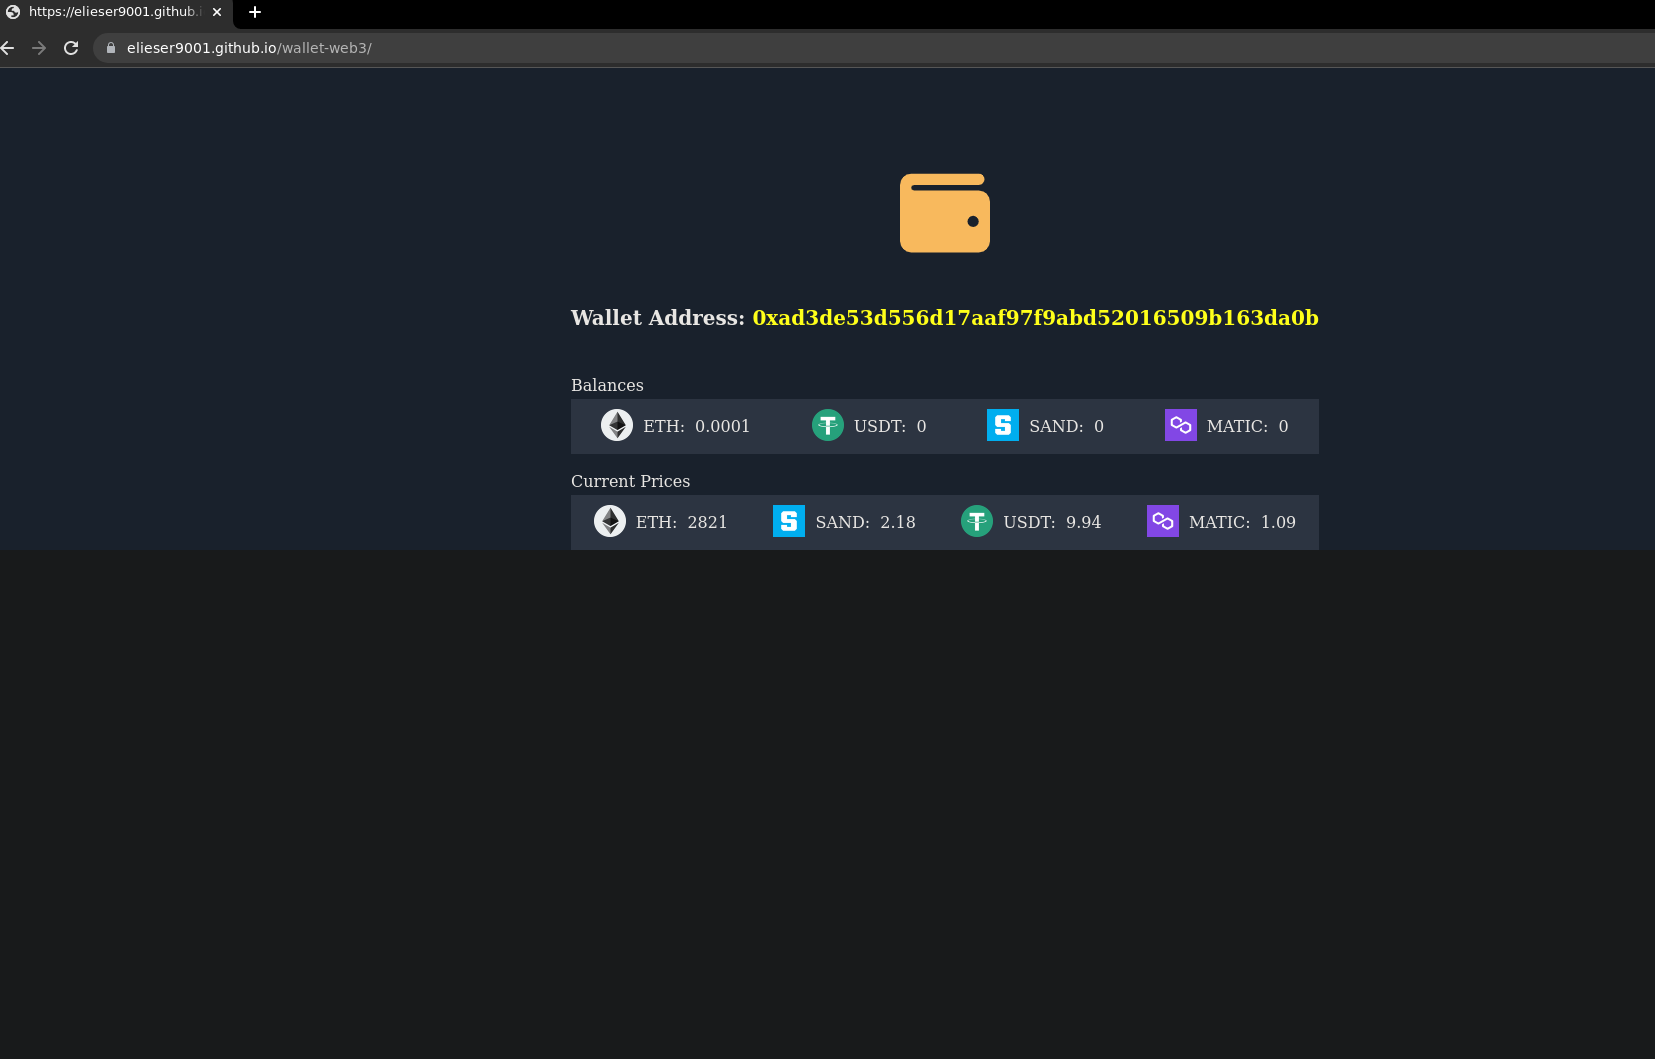 https://elieser9001.github.i
elieser9001.github.io/wallet-web3/
Wallet Address: 0xad3de53d556d17aaf97f9abd52016509b163da0b
Balances
ETH: 0.0001 USDT: 0 SAND: 0 MATIC: 0
Current Prices
ETH: 2821 SAND: 2.18 USDT: 9.94 MATIC: 1.09